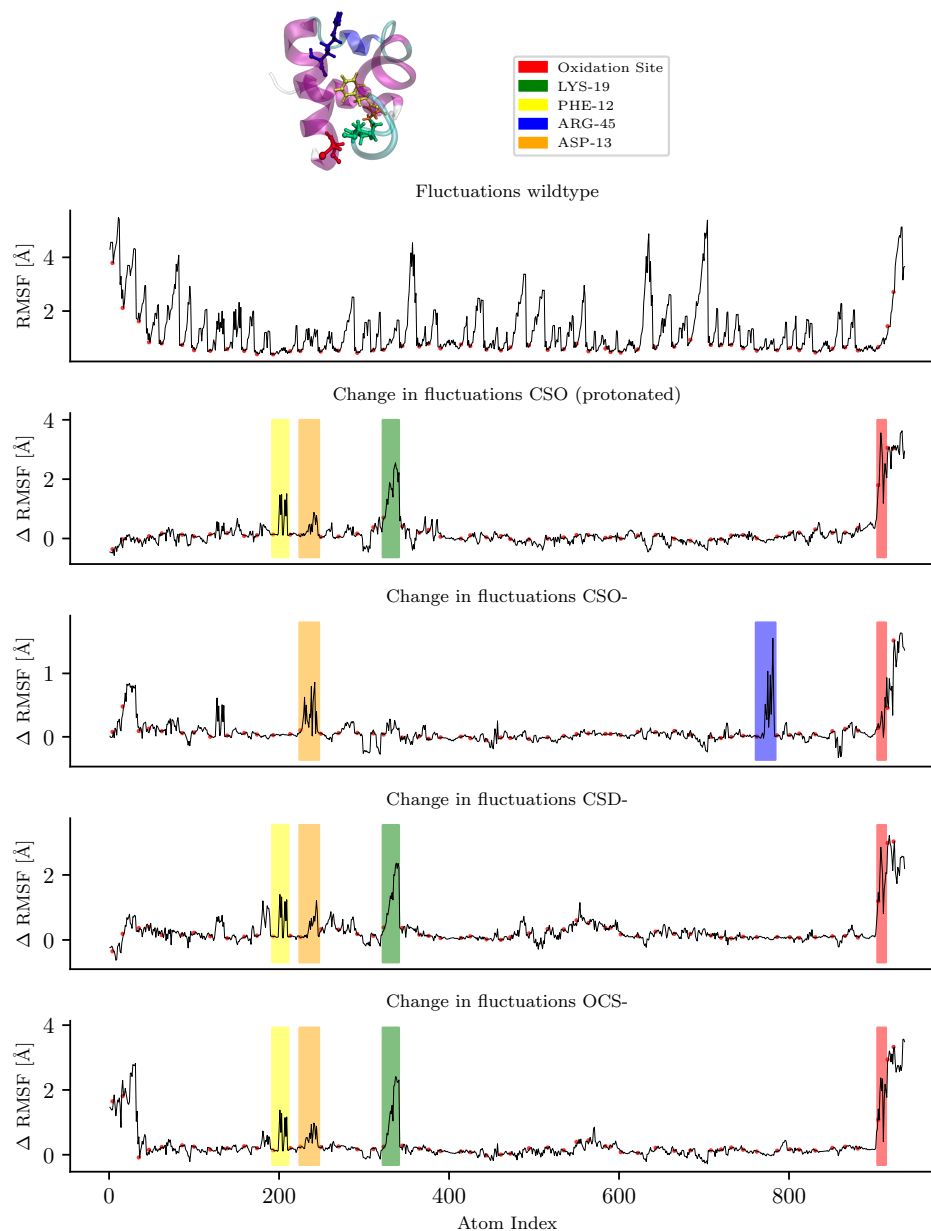 Oxidation Site
LYS-19
PHE-12
ARG-45
ASP-13
Fluctuations wildtype
RMSF [Å]
4
2
Change in fluctuations CSO (protonated)
Δ RMSF [Å]
4
2
0
Change in fluctuations CSO-
Δ RMSF [Å]
1
0
Change in fluctuations CSD-
Δ RMSF [Å]
2
0
Change in fluctuations OCS-
Δ RMSF [Å]
4
2
0
0 200 400 600 800
Atom Index